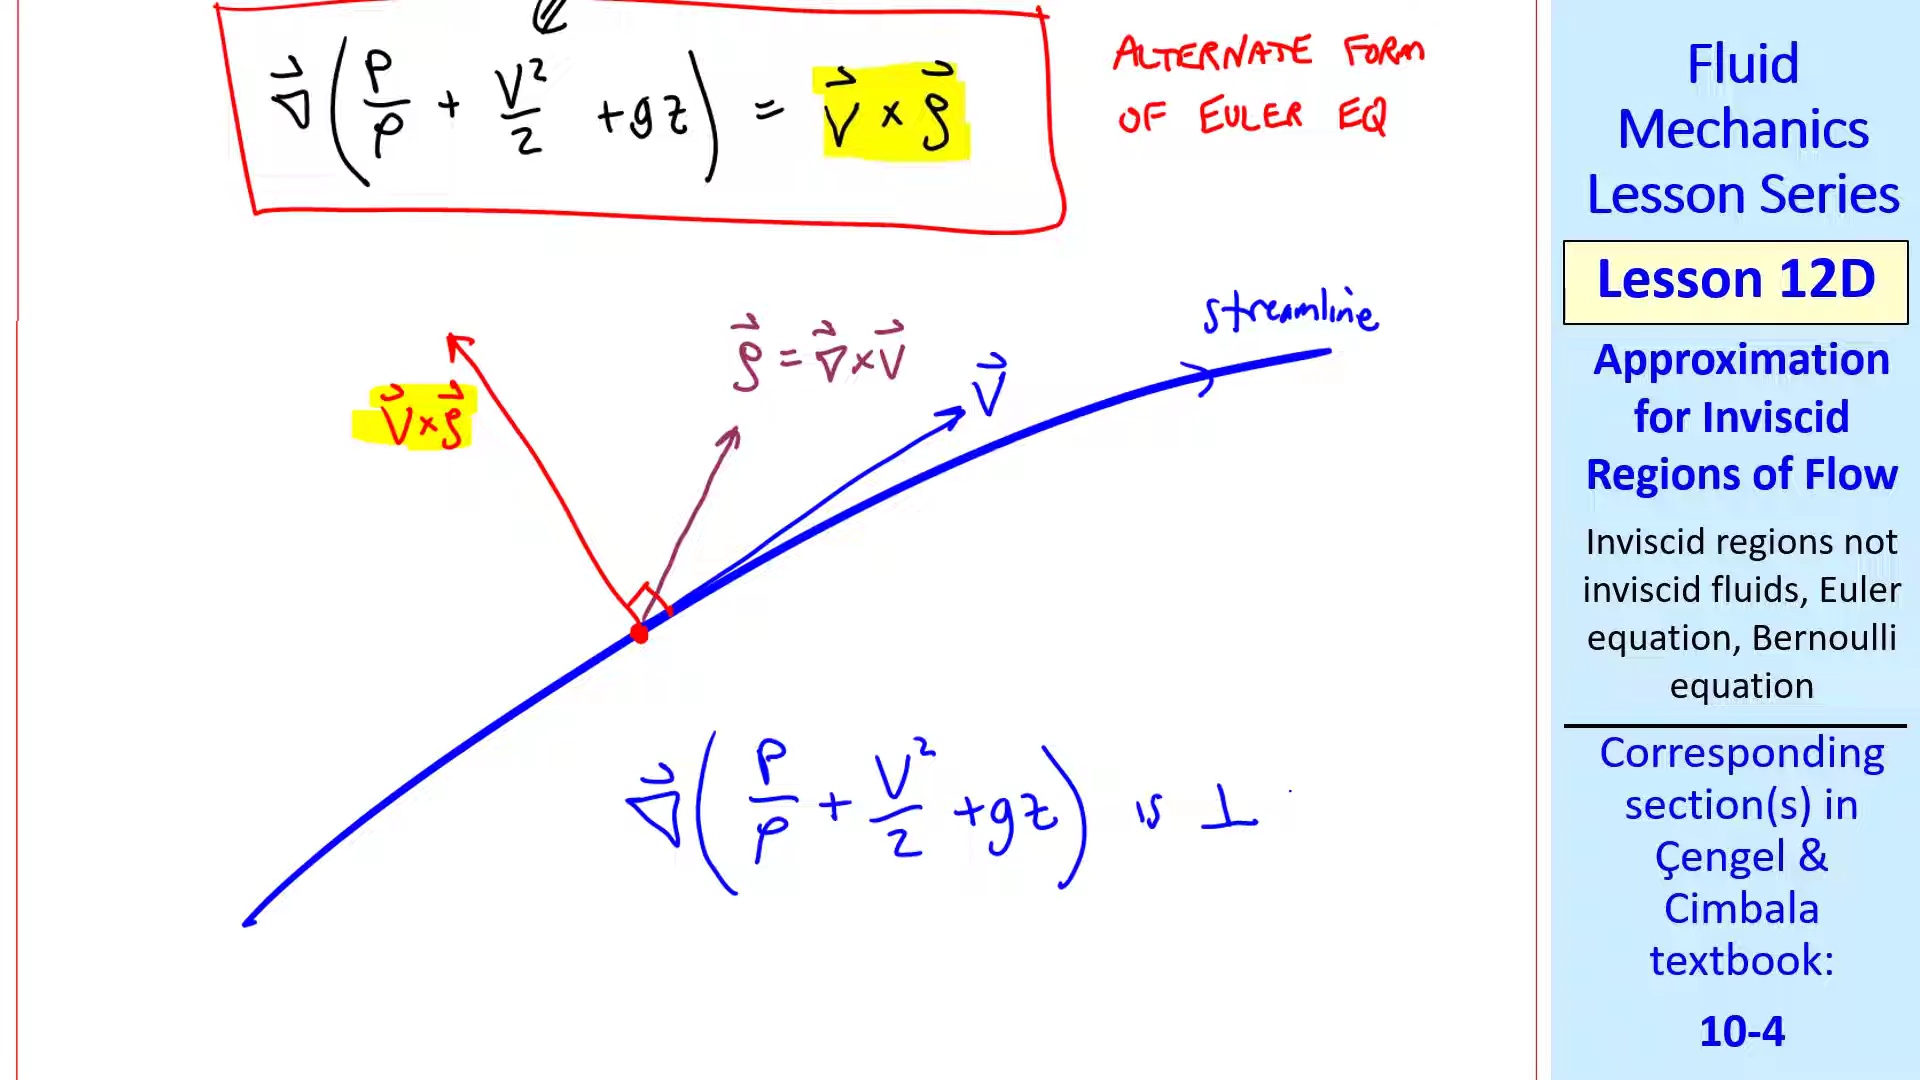 ∇⃗(P/ρ + V²/2 + gz) = V⃗ × ζ⃗
ALTERNATE FORM
OF EULER EQ
streamline
ζ⃗ = ∇⃗ × V⃗
V⃗
V⃗ × ζ⃗
∇⃗(P/ρ + V²/2 + gz) is ⊥
Fluid
Mechanics
Lesson Series
Lesson 12D
Approximation
for Inviscid
Regions of Flow
Inviscid regions not
inviscid fluids, Euler
equation, Bernoulli
equation
Corresponding
section(s) in
Çengel &
Cimbala
textbook:
10-4